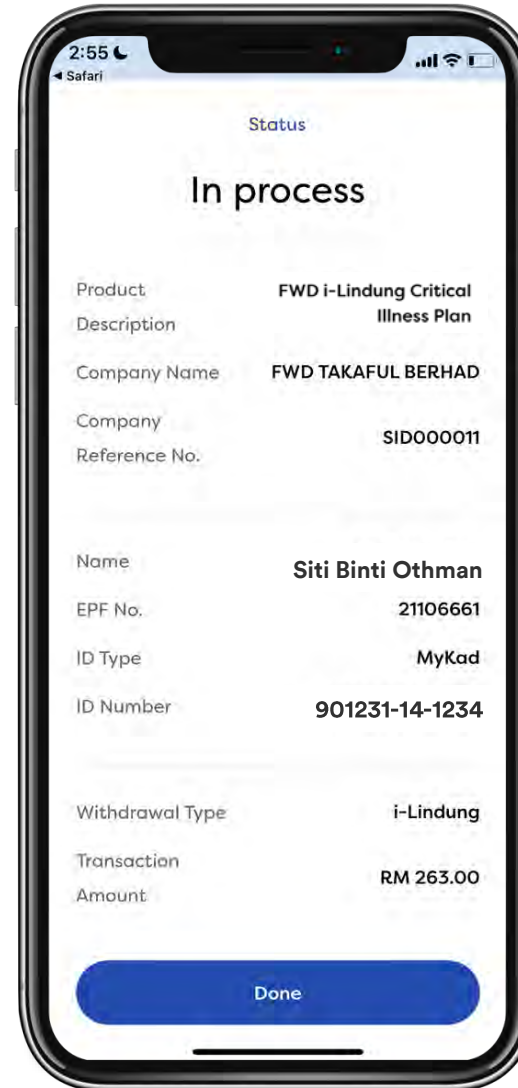 2:55
Safari
Status
In process
Product
Description
FWD i-Lindung Critical
Illness Plan
Company Name
FWD TAKAFUL BERHAD
Company
Reference No.
SID000011
Name
Siti Binti Othman
EPF No.
21106661
ID Type
MyKad
ID Number
901231-14-1234
Withdrawal Type
i-Lindung
Transaction
Amount
RM 263.00
Done